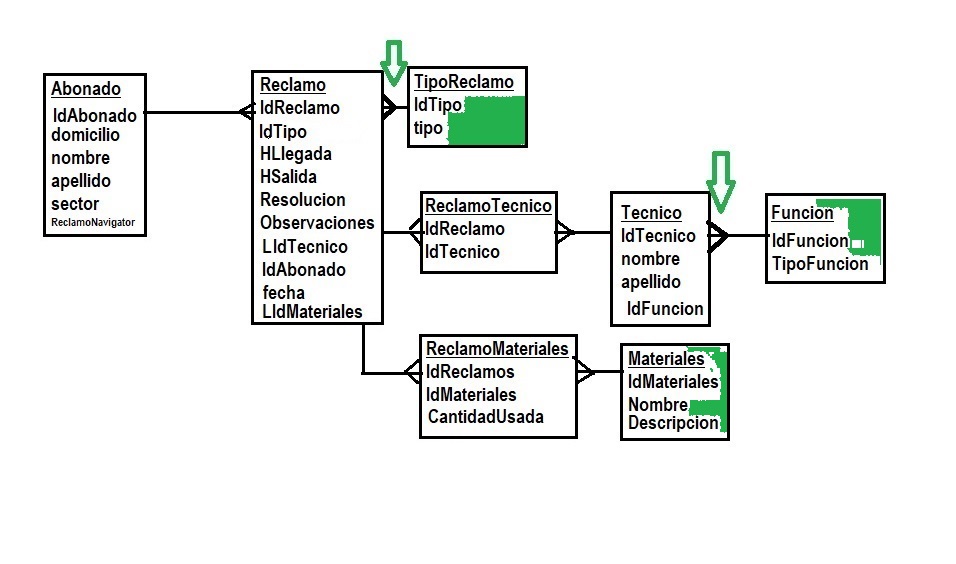 Abonado
IdAbonado
domicilio
nombre
apellido
sector
ReclamoNavigator
Reclamo
IdReclamo
IdTipo
HLlegada
HSalida
Resolucion
Observaciones
LIdTecnico
IdAbonado
fecha
LIdMateriales
TipoReclamo
IdTipo
tipo
ReclamoTecnico
IdReclamo
IdTecnico
Tecnico
IdTecnico
nombre
apellido
IdFuncion
Funcion
IdFuncion
TipoFuncion
ReclamoMateriales
IdReclamos
IdMateriales
CantidadUsada
Materiales
IdMateriales
Nombre
Descripcion